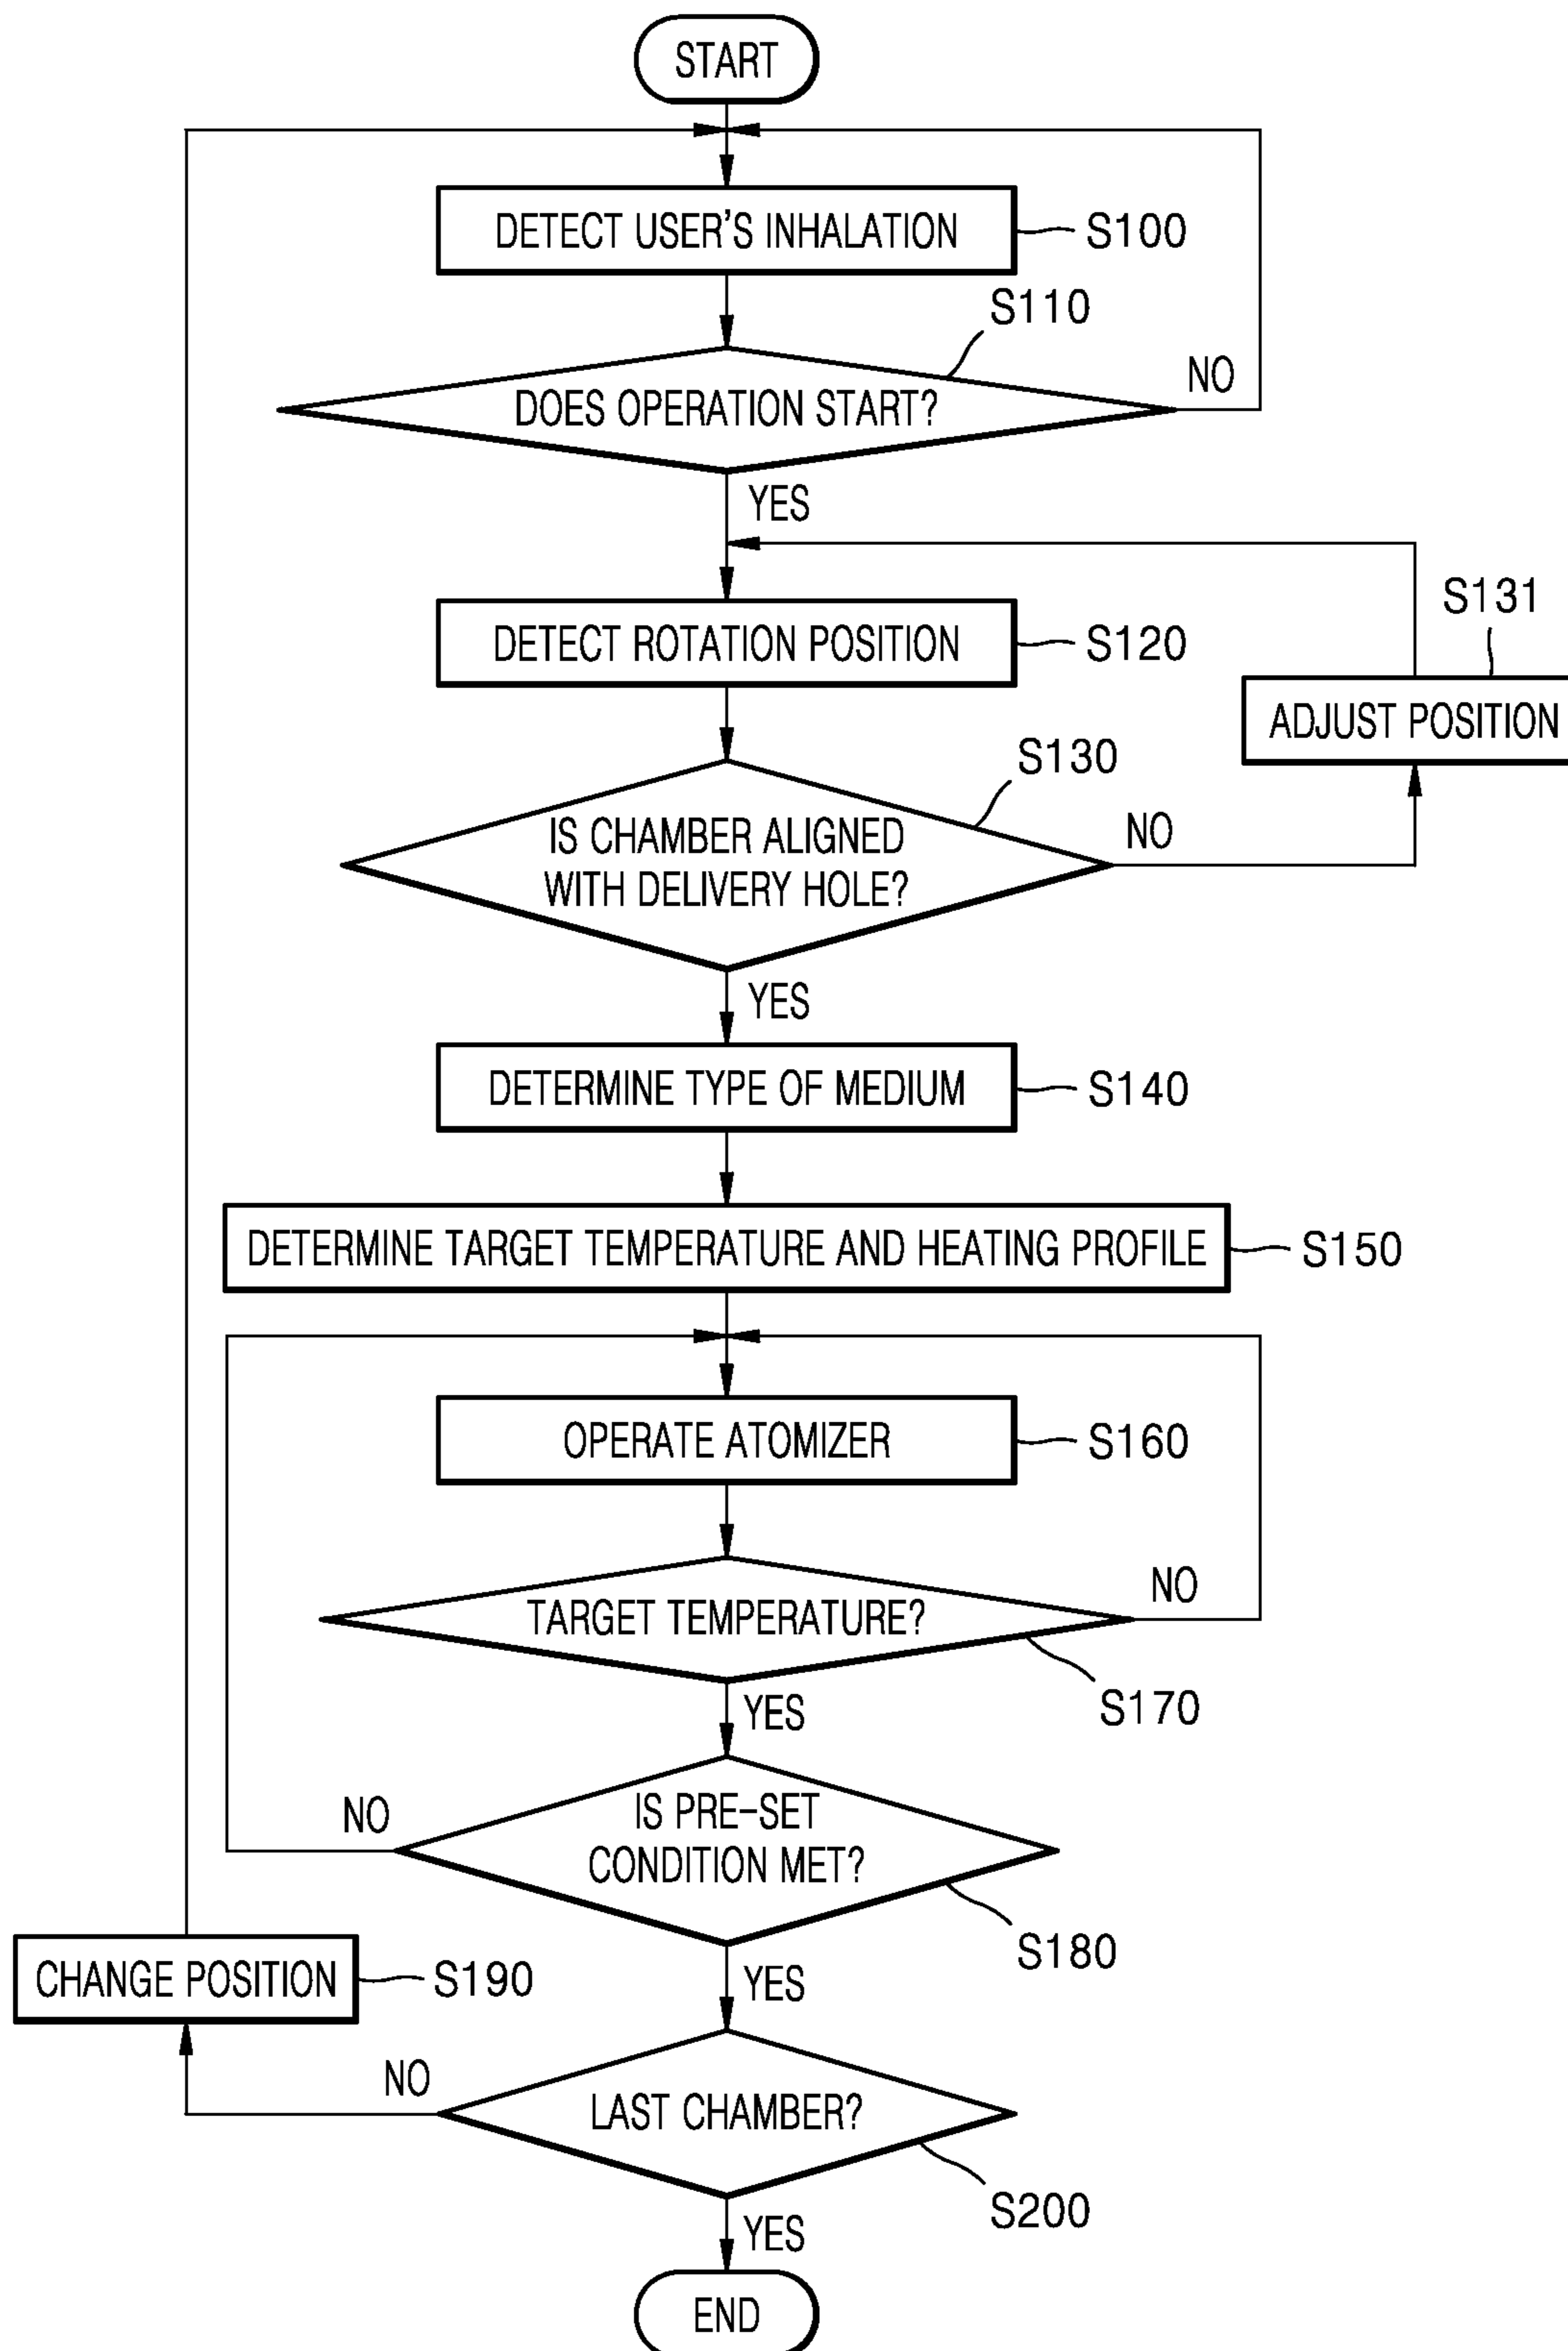 START
DETECT USER'S INHALATION
S100
S110
DOES OPERATION START?
NO
YES
DETECT ROTATION POSITION
S120
S131
ADJUST POSITION
S130
IS CHAMBER ALIGNED
WITH DELIVERY HOLE?
NO
YES
DETERMINE TYPE OF MEDIUM
S140
DETERMINE TARGET TEMPERATURE AND HEATING PROFILE
S150
OPERATE ATOMIZER
S160
TARGET TEMPERATURE?
NO
S170
YES
IS PRE-SET
CONDITION MET?
NO
S180
YES
CHANGE POSITION
S190
LAST CHAMBER?
NO
S200
YES
END